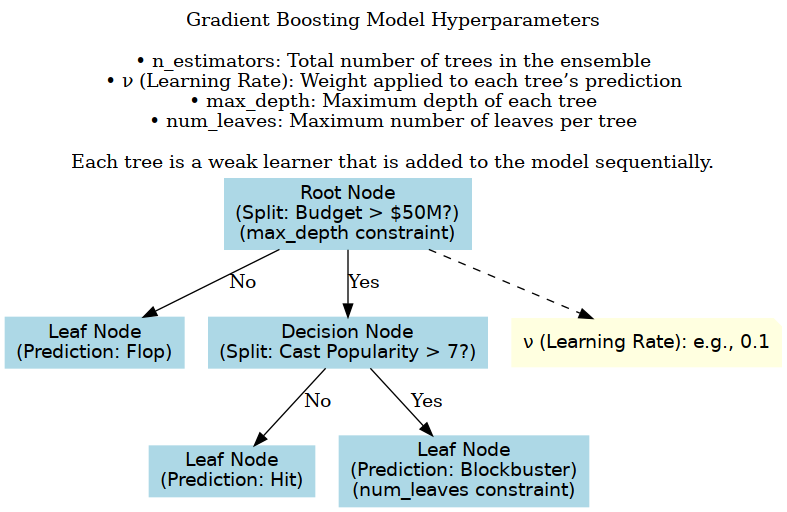 Gradient Boosting Model Hyperparameters
• n_estimators: Total number of trees in the ensemble
• ν (Learning Rate): Weight applied to each tree’s prediction
• max_depth: Maximum depth of each tree
• num_leaves: Maximum number of leaves per tree
Each tree is a weak learner that is added to the model sequentially.
Root Node
(Split: Budget > $50M?)
(max_depth constraint)
No
Yes
Leaf Node
(Prediction: Flop)
Decision Node
(Split: Cast Popularity > 7?)
ν (Learning Rate): e.g., 0.1
No
Yes
Leaf Node
(Prediction: Hit)
Leaf Node
(Prediction: Blockbuster)
(num_leaves constraint)